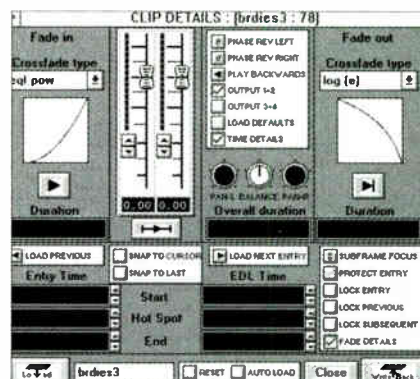 CLIP DETAILS : [brdies3 : 78]
Fade in
Crossfade type
eql pow
Duration
0.00 0.00
PHASE REV LEFT
PHASE REV RIGHT
PLAY BACKWARDS
OUTPUT 1-2
OUTPUT 3-4
LOAD DEFAULTS
TIME DETAILS
PAN-L BALANCE PAN-R
Overall duration
Fade out
Crossfade type
log (e)
Duration
LOAD PREVIOUS
SNAP TO CURSOR
SNAP TO LAST
LOAD NEXT ENTRY
Entry Time
EDL Time
Start
Hot Spot
End
SUBFRAME FOCUS
PROTECT ENTRY
LOCK ENTRY
LOCK PREVIOUS
LOCK SUBSEQUENT
FADE DETAILS
brdies3
RESET
AUTO LOAD
Close